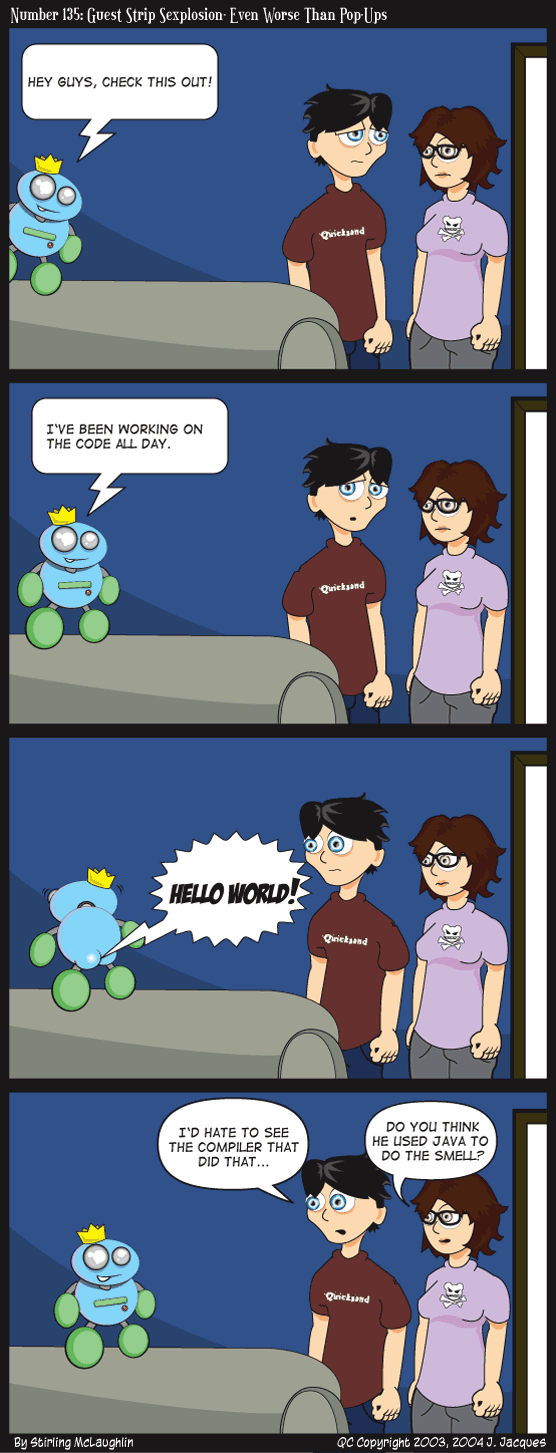 Number 135: Guest Strip Sexplosion- Even Worse Than Pop-Ups
HEY GUYS, CHECK THIS OUT!
Quicksand
I'VE BEEN WORKING ON
THE CODE ALL DAY.
Quicksand
HELLO WORLD!
Quicksand
I'D HATE TO SEE
THE COMPILER THAT
DID THAT...
DO YOU THINK
HE USED JAVA TO
DO THE SMELL?
Quicksand
By Stirling McLaughlin
QC Copyright 2003, 2004 J. Jacques